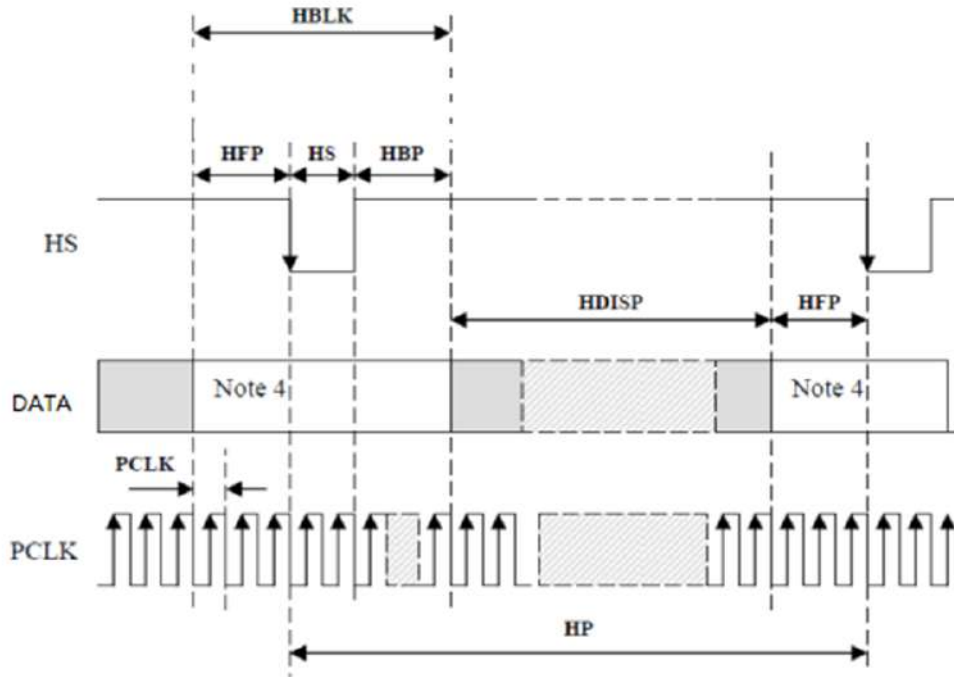 HBLK
HFP HS HBP
HS
HDISP HFP
DATA Note 4 Note 4
PCLK
PCLK
HP